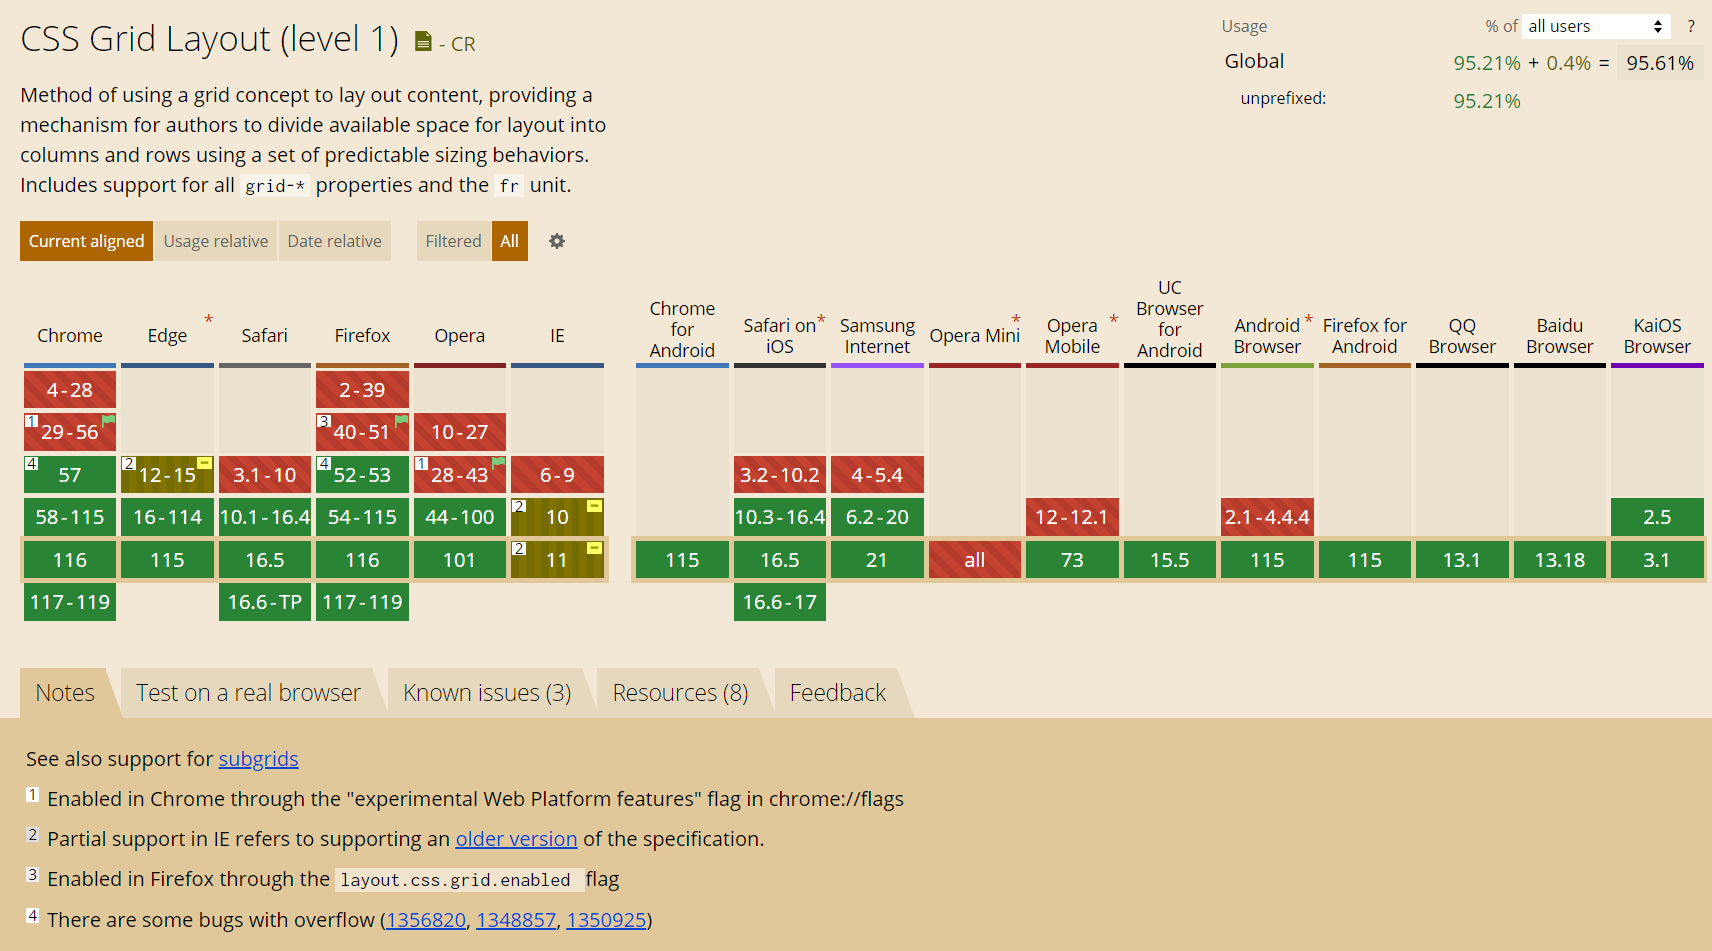 CSS Grid Layout (level 1) - CR
Usage % of all users ?
Global 95.21% + 0.4% = 95.61%
unprefixed: 95.21%
Method of using a grid concept to lay out content, providing a
mechanism for authors to divide available space for layout into
columns and rows using a set of predictable sizing behaviors.
Includes support for all grid-* properties and the fr unit.
Current aligned Usage relative Date relative Filtered All
Chrome Edge * Safari Firefox Opera IE
Chrome for Android
Safari on iOS *
Samsung Internet
Opera Mini *
Opera Mobile *
UC Browser for Android
Android Browser *
Firefox for Android
QQ Browser
Baidu Browser
KaiOS Browser
4-28 2-39
1 29-56 3 40-51 10-27
4 57 2 12-15 3.1-10 4 52-53 1 28-43 6-9 3.2-10.2 4-5.4
58-115 16-114 10.1-16.4 54-115 44-100 2 10 10.3-16.4 6.2-20 12-12.1 2.1-4.4.4 2.5
116 115 16.5 116 101 2 11 115 16.5 21 all 73 15.5 115 115 13.1 13.18 3.1
117-119 16.6-TP 117-119 16.6-17
Notes Test on a real browser Known issues (3) Resources (8) Feedback
See also support for subgrids
1 Enabled in Chrome through the "experimental Web Platform features" flag in chrome://flags
2 Partial support in IE refers to supporting an older version of the specification.
3 Enabled in Firefox through the layout.css.grid.enabled flag
4 There are some bugs with overflow (1356820, 1348857, 1350925)